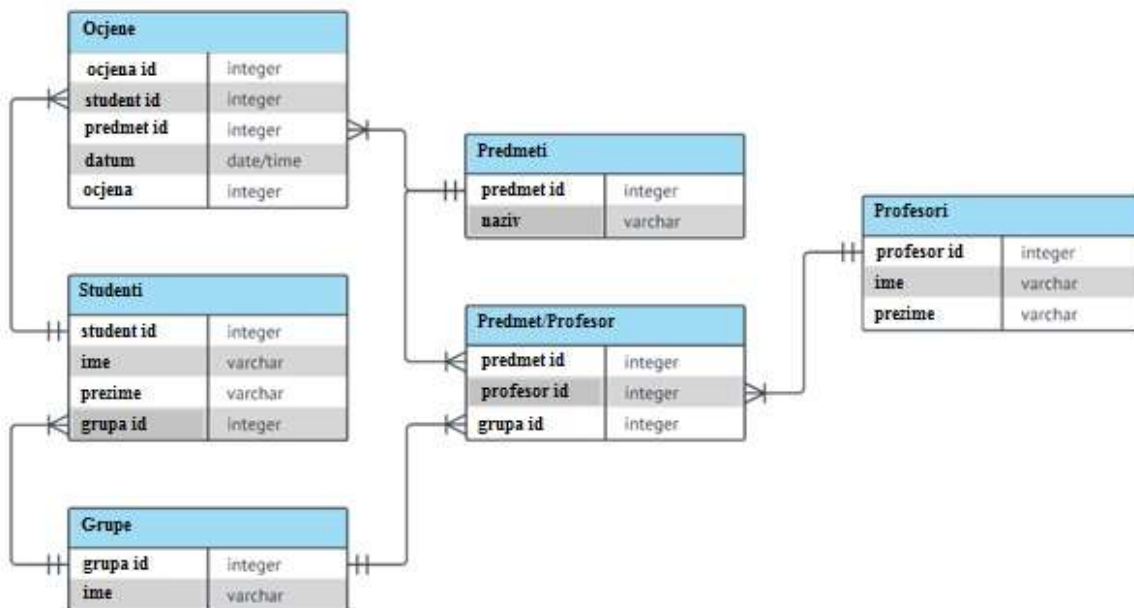 Ocjene
ocjena id integer
student id integer
predmet id integer
datum date/time
ocjena integer
Predmeti
predmet id integer
naziv varchar
Profesori
profesor id integer
ime varchar
prezime varchar
Studenti
student id integer
ime varchar
prezime varchar
grupa id integer
Predmet/Profesor
predmet id integer
profesor id integer
grupa id integer
Grupe
grupa id integer
ime varchar